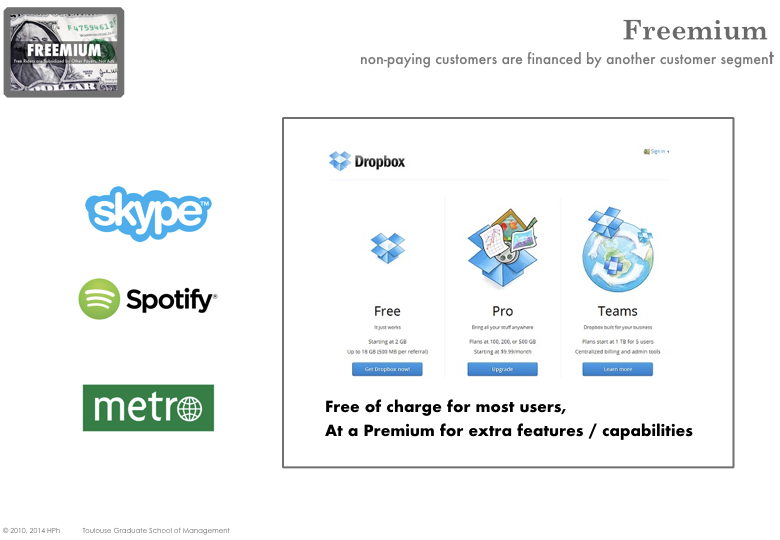 Freemium
non-paying customers are financed by another customer segment
F47594612
FREEMIUM
Free Riders are Subsidized by Other Payers, Not Ads
DOLLAR
skype™
Spotify®
metro
Dropbox
Sign in
Free
It just works
Starting at 2 GB
Up to 18 GB (500 MB per referral)
Get Dropbox now!
Pro
Bring all your stuff anywhere
Plans at 100, 200, or 500 GB
Starting at $9.99/month
Upgrade
Teams
Dropbox built for your business
Plans start at 1 TB for 5 users
Centralized billing and admin tools
Learn more
Free of charge for most users,
At a Premium for extra features / capabilities
© 2010, 2014 HPh Toulouse Graduate School of Management